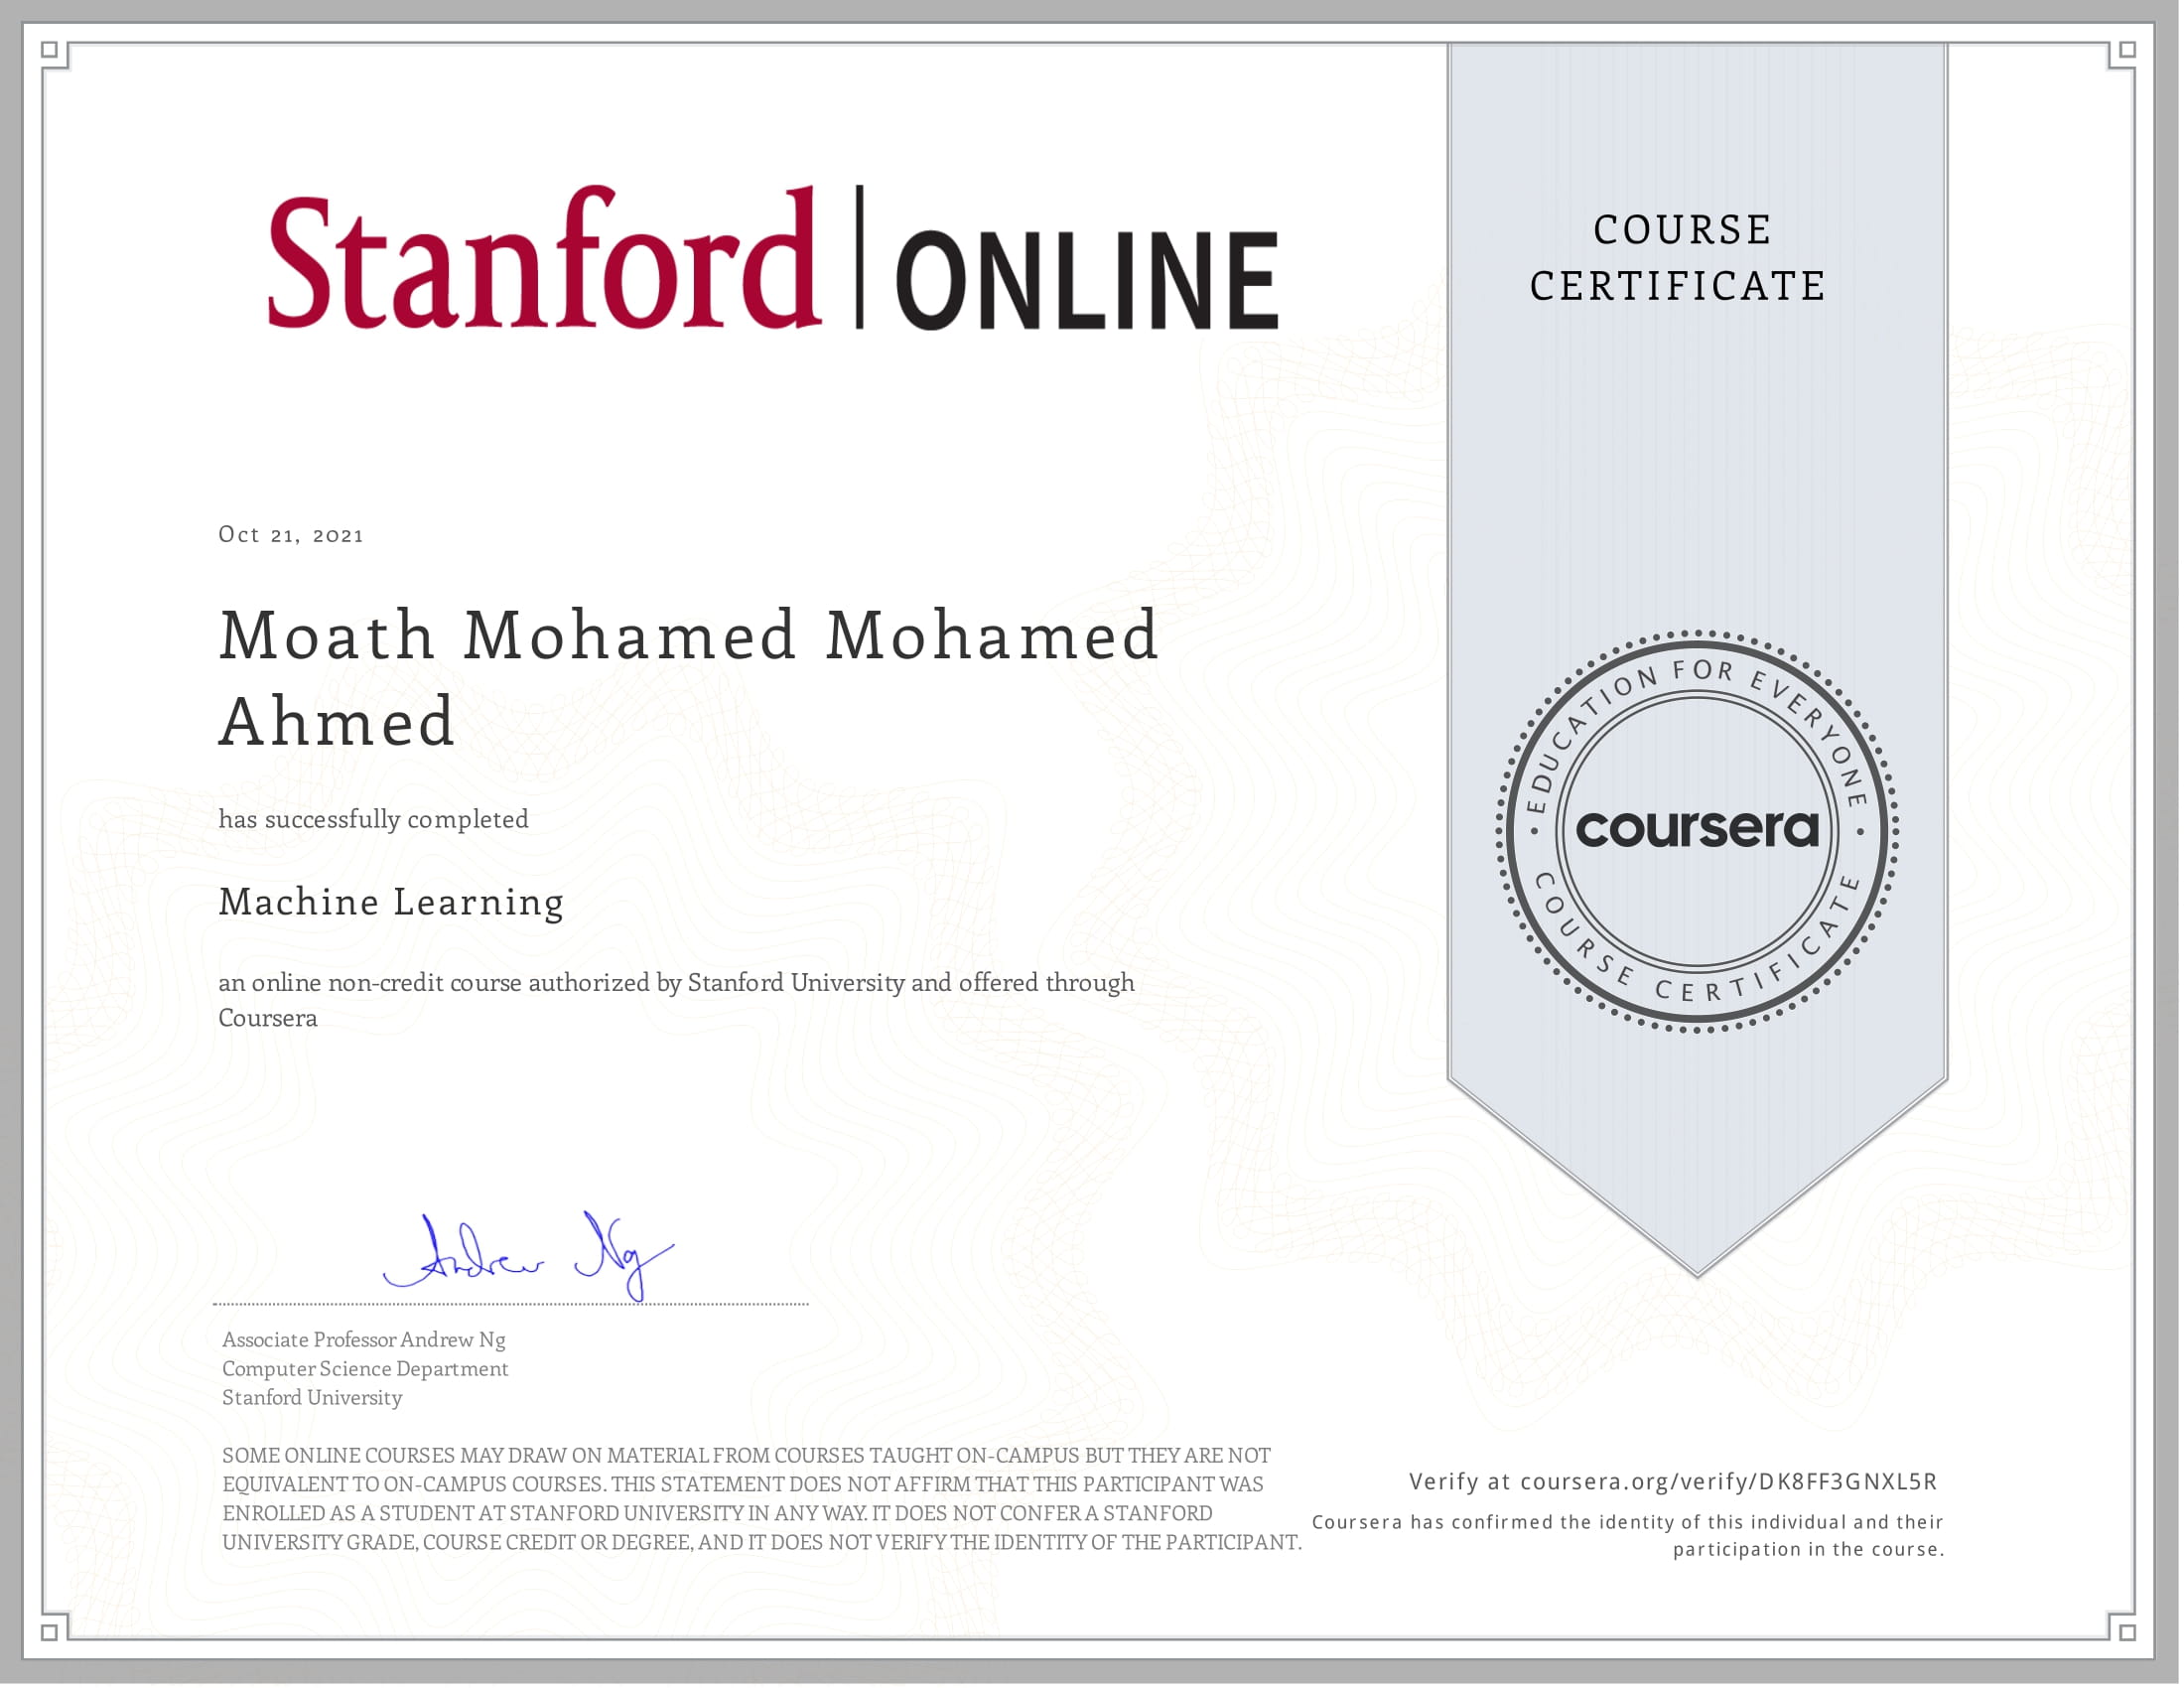 Stanford | ONLINE
COURSE
CERTIFICATE
Oct 21, 2021
Moath Mohamed Mohamed
Ahmed
has successfully completed
Machine Learning
an online non-credit course authorized by Stanford University and offered through
Coursera
EDUCATION FOR EVERYONE
coursera
COURSE CERTIFICATE
Andrew Ng
Associate Professor Andrew Ng
Computer Science Department
Stanford University
SOME ONLINE COURSES MAY DRAW ON MATERIAL FROM COURSES TAUGHT ON-CAMPUS BUT THEY ARE NOT
EQUIVALENT TO ON-CAMPUS COURSES. THIS STATEMENT DOES NOT AFFIRM THAT THIS PARTICIPANT WAS
ENROLLED AS A STUDENT AT STANFORD UNIVERSITY IN ANY WAY. IT DOES NOT CONFER A STANFORD
UNIVERSITY GRADE, COURSE CREDIT OR DEGREE, AND IT DOES NOT VERIFY THE IDENTITY OF THE PARTICIPANT.
Verify at coursera.org/verify/DK8FF3GNXL5R
Coursera has confirmed the identity of this individual and their
participation in the course.